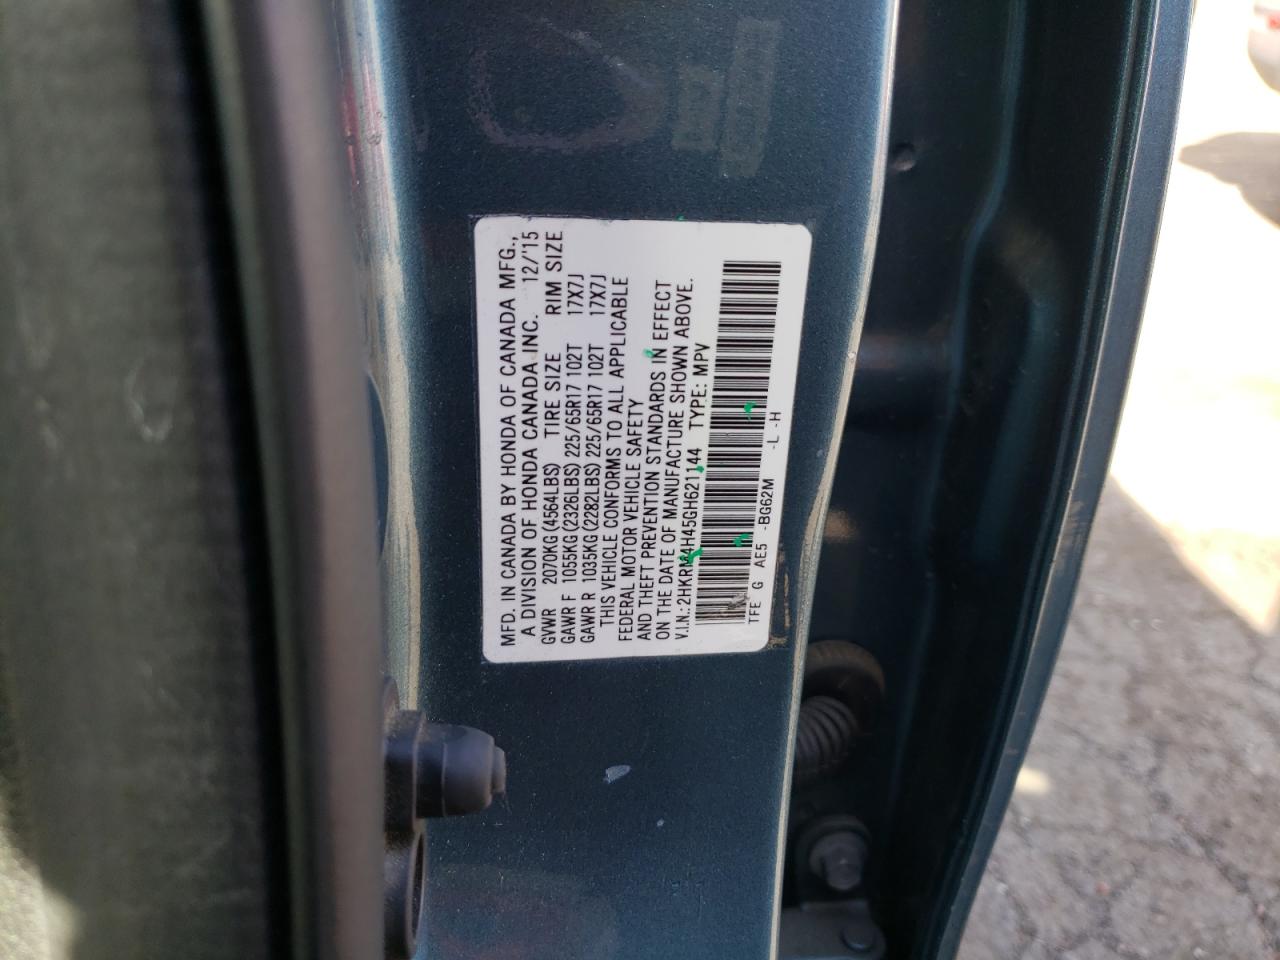 MFD. IN CANADA BY HONDA OF CANADA MFG.,
A DIVISION OF HONDA CANADA INC. 12/'15
GVWR 2070KG(4564LBS) TIRE SIZE RIM SIZE
GAWR F 1055KG(2326LBS) 225/65R17 102T 17X7J
GAWR R 1035KG(2282LBS) 225/65R17 102T 17X7J
THIS VEHICLE CONFORMS TO ALL APPLICABLE
FEDERAL MOTOR VEHICLE SAFETY
AND THEFT PREVENTION STANDARDS IN EFFECT
ON THE DATE OF MANUFACTURE SHOWN ABOVE.
V.I.N.: 2HKRM4H45GH621144 TYPE: MPV
TFE G AE5 -BG62M -L -H